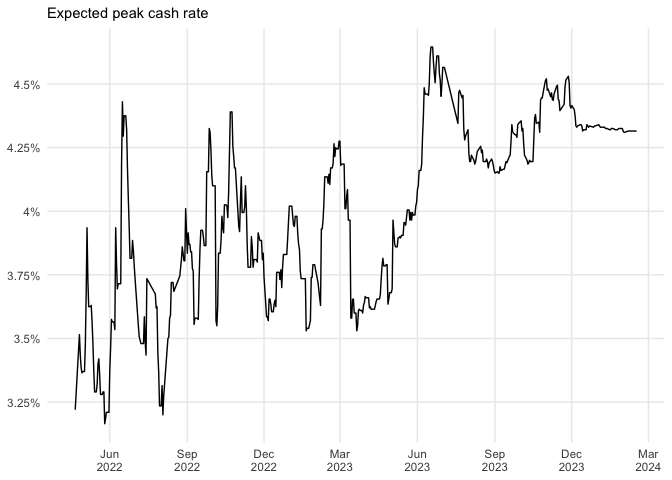 Expected peak cash rate
4.5%
4.25%
4%
3.75%
3.5%
3.25%
Jun Sep Dec Mar Jun Sep Dec Mar
2022 2022 2022 2023 2023 2023 2023 2024